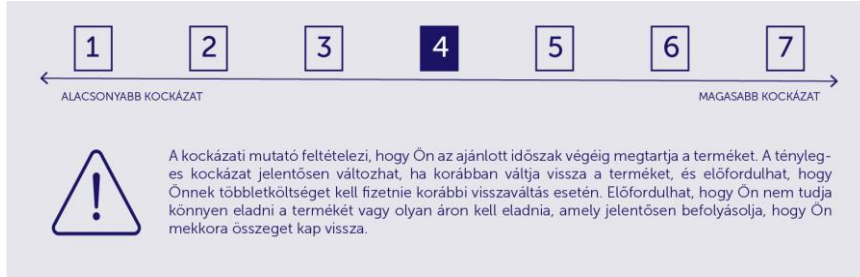 1 2 3 4 5 6 7
ALACSONYABB KOCKÁZAT MAGASABB KOCKÁZAT
A kockázati mutató feltételezi, hogy Ön az ajánlott időszak végéig megtartja a terméket. A tényleg-
es kockázat jelentősen változhat, ha korábban váltja vissza a terméket, és előfordulhat, hogy
Önnek többletköltséget kell fizetnie korábbi visszaváltás esetén. Előfordulhat, hogy Ön nem tudja
könnyen eladni a termékét vagy olyan áron kell eladnia, amely jelentősen befolyásolja, hogy Ön
mekkora összeget kap vissza.